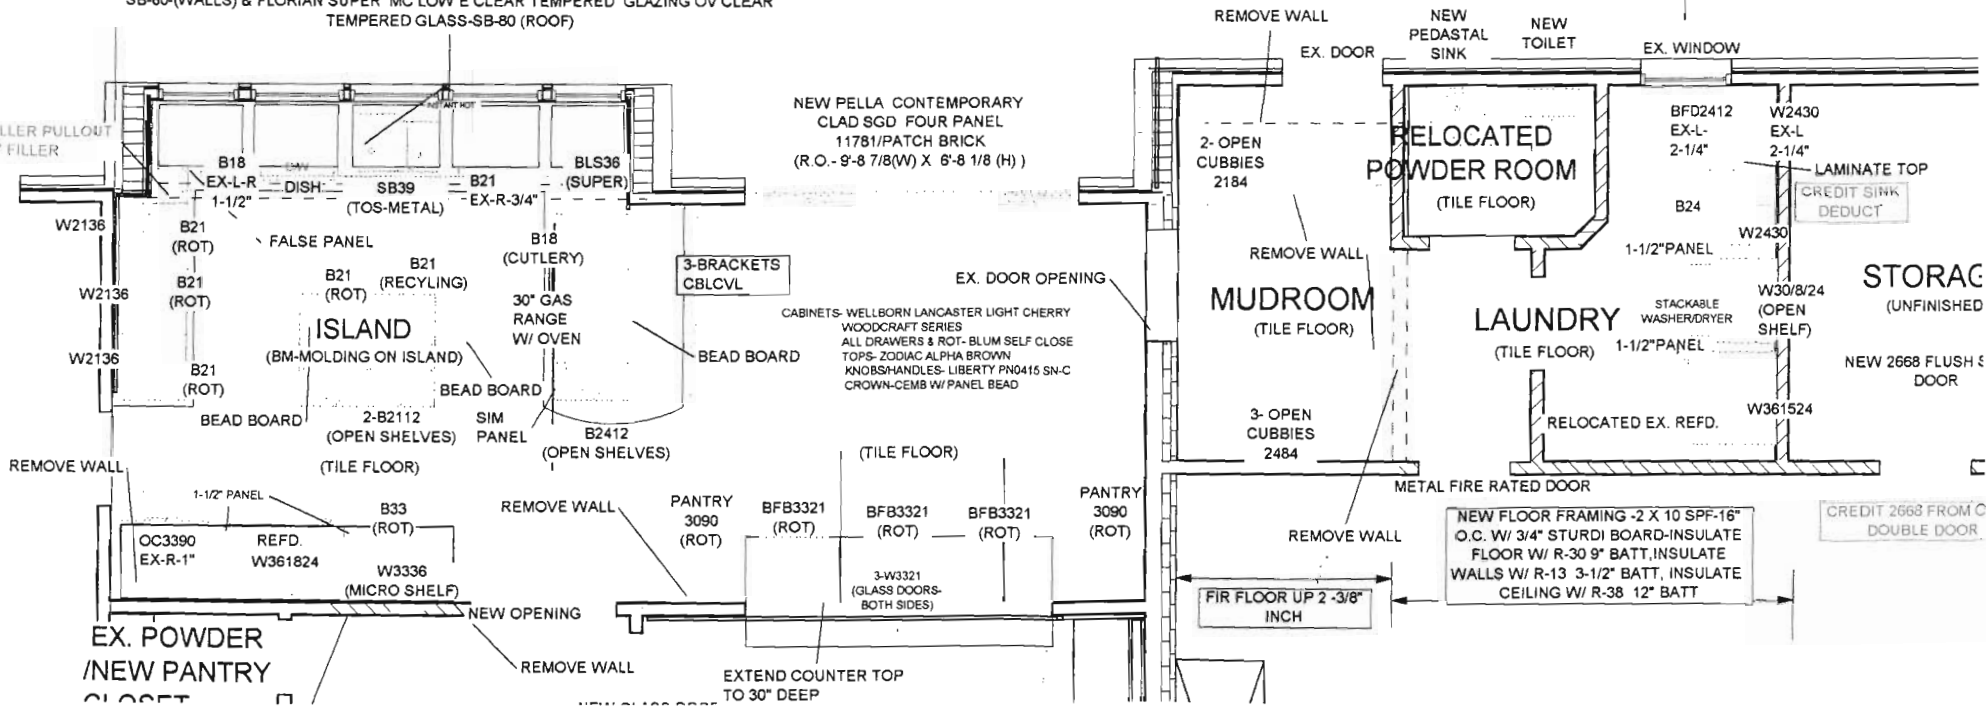 TEMPERED GLASS-SB-80 (ROOF)
INSTANT HOT
LLER PULLOUT
FILLER
B18
EX-L-R
1-1/2"
DISH
SB39
(TOS-METAL)
B21
EX-R-3/4"
BLS36
(SUPER)
W2136
B21
(ROT)
FALSE PANEL
B18
(CUTLERY)
W2136
B21
(ROT)
B21
(ROT)
B21
(RECYLING)
30" GAS
RANGE
W/ OVEN
3-BRACKETS
CBLCVL
ISLAND
(BM-MOLDING ON ISLAND)
W2136
B21
(ROT)
BEAD BOARD
BEAD BOARD
BEAD BOARD
2-B2112
(OPEN SHELVES)
SIM
PANEL
B2412
(OPEN SHELVES)
(TILE FLOOR)
REMOVE WALL
1-1/2" PANEL
B33
(ROT)
OC3390
EX-R-1"
REFD.
W361824
W3336
(MICRO SHELF)
NEW OPENING
EX. POWDER
/NEW PANTRY
CLOSET
REMOVE WALL
REMOVE WALL
NEW PELLA CONTEMPORARY
CLAD SGD FOUR PANEL
11781/PATCH BRICK
(R.O.- 9'-8 7/8(W) X 6'-8 1/8 (H) )
EX. DOOR OPENING
CABINETS- WELLBORN LANCASTER LIGHT CHERRY
WOODCRAFT SERIES
ALL DRAWERS & ROT- BLUM SELF CLOSE
TOPS- ZODIAC ALPHA BROWN
KNOBS/HANDLES- LIBERTY PN0415 SN-C
CROWN-CEMB W/ PANEL BEAD
(TILE FLOOR)
PANTRY
3090
(ROT)
BFB3321
(ROT)
BFB3321
(ROT)
BFB3321
(ROT)
PANTRY
3090
(ROT)
3-W3321
(GLASS DOORS-
BOTH SIDES)
EXTEND COUNTER TOP
TO 30" DEEP
REMOVE WALL
EX. DOOR
NEW
PEDASTAL
SINK
NEW
TOILET
EX. WINDOW
2- OPEN
CUBBIES
2184
RELOCATED
POWDER ROOM
(TILE FLOOR)
BFD2412
EX-L-
2-1/4"
W2430
EX-L
2-1/4"
LAMINATE TOP
CREDIT SINK
DEDUCT
B24
W2430
1-1/2"PANEL
REMOVE WALL
MUDROOM
(TILE FLOOR)
LAUNDRY
(TILE FLOOR)
STACKABLE
WASHER/DRYER
W30/8/24
(OPEN
SHELF)
1-1/2"PANEL
STORAG
(UNFINISHED
NEW 2668 FLUSH S
DOOR
3- OPEN
CUBBIES
2484
RELOCATED EX. REFD.
W361524
METAL FIRE RATED DOOR
REMOVE WALL
NEW FLOOR FRAMING -2 X 10 SPF-16"
O.C. W/ 3/4" STURDI BOARD-INSULATE
FLOOR W/ R-30 9" BATT,INSULATE
WALLS W/ R-13 3-1/2" BATT, INSULATE
CEILING W/ R-38 12" BATT
CREDIT 2668 FROM
DOUBLE DOOR
FIR FLOOR UP 2 -3/8"
INCH